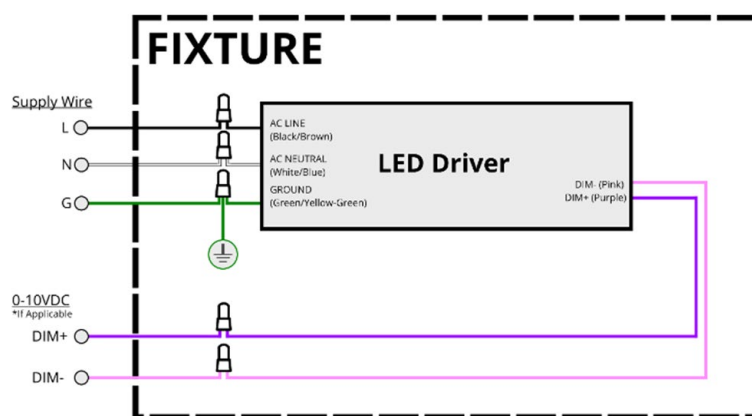 FIXTURE
Supply Wire
L
N
G
AC LINE
(Black/Brown)
AC NEUTRAL
(White/Blue)
GROUND
(Green/Yellow-Green)
LED Driver
DIM- (Pink)
DIM+ (Purple)
0-10VDC
*If Applicable
DIM+
DIM-